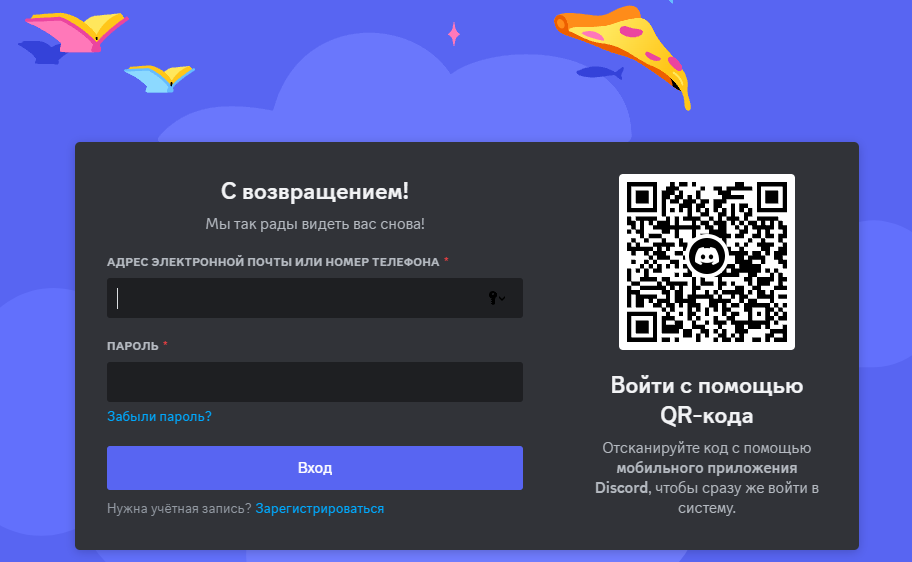 С возвращением!
Мы так рады видеть вас снова!
АДРЕС ЭЛЕКТРОННОЙ ПОЧТЫ ИЛИ НОМЕР ТЕЛЕФОНА *
ПАРОЛЬ *
Забыли пароль?
Вход
Нужна учётная запись? Зарегистрироваться
Войти с помощью
QR-кода
Отсканируйте код с помощью
мобильного приложения
Discord, чтобы сразу же войти в
систему.